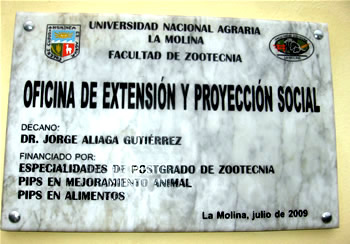 UNIVERSIDAD NACIONAL AGRARIA
LA MOLINA
FACULTAD DE ZOOTECNIA
OFICINA DE EXTENSIÓN Y PROYECCIÓN SOCIAL
DECANO:
DR. JORGE ALIAGA GUTIÉRREZ
FINANCIADO POR:
ESPECIALIDADES DE POSTGRADO DE ZOOTECNIA
PIPS EN MEJORAMIENTO ANIMAL
PIPS EN ALIMENTOS
La Molina, julio de 2009